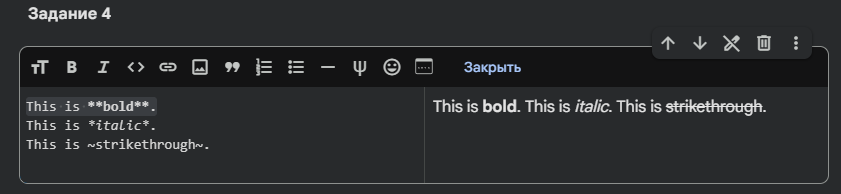 Задание 4
Закрыть
This is **bold**.
This is *italic*.
This is ~strikethrough~.
This is bold. This is italic. This is strikethrough.